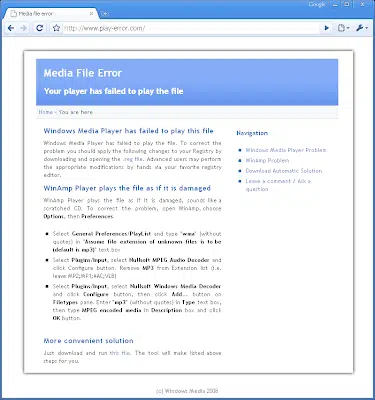 Google
Media file error
http://www.play-error.com/
Media File Error
Your player has failed to play the file
Home » You are here
Windows Media Player has failed to play this file
Windows Media Player has failed to play this file. To correct the
problem you should apply the following changes to your Registry by
downloading and opening the .reg file. Advanced users may perform
the appropriate modifications by hands via your favorite registry
editor.
WinAmp Player plays the file as if it is damaged
WinAmp Player plays the file as if it is damaged, sounds like a
scratched CD. To correct the problem, open WinAmp, choose
Options, then Preferences.
Select General Preferences/PlayList and type "wma" (without
quotes) in "Assume file extension of unknown files is to be
(default is mp3)" text box
Select Plugins/Input, select Nullsoft MPEG Audio Decoder and
click Configure button. Remove MP3 from Extension list (i.e.
leave MP2;MP1;AAC;VLB)
Select Plugins/Input, select Nullsoft Windows Media Decoder
and click Configure button, then click Add... button on
Filetypes pane. Enter "mp3" (without quotes) in Type text box,
then type MPEG encoded media in Description box and click
OK button.
More convenient solution
Just download and run this file. The tool will make listed above
steps for you.
Navigation
Windows Media Player Problem
WinAmp Problem
Download Automatic Solution
Leave a comment / Ask a
question
(c) Windows Media 2008